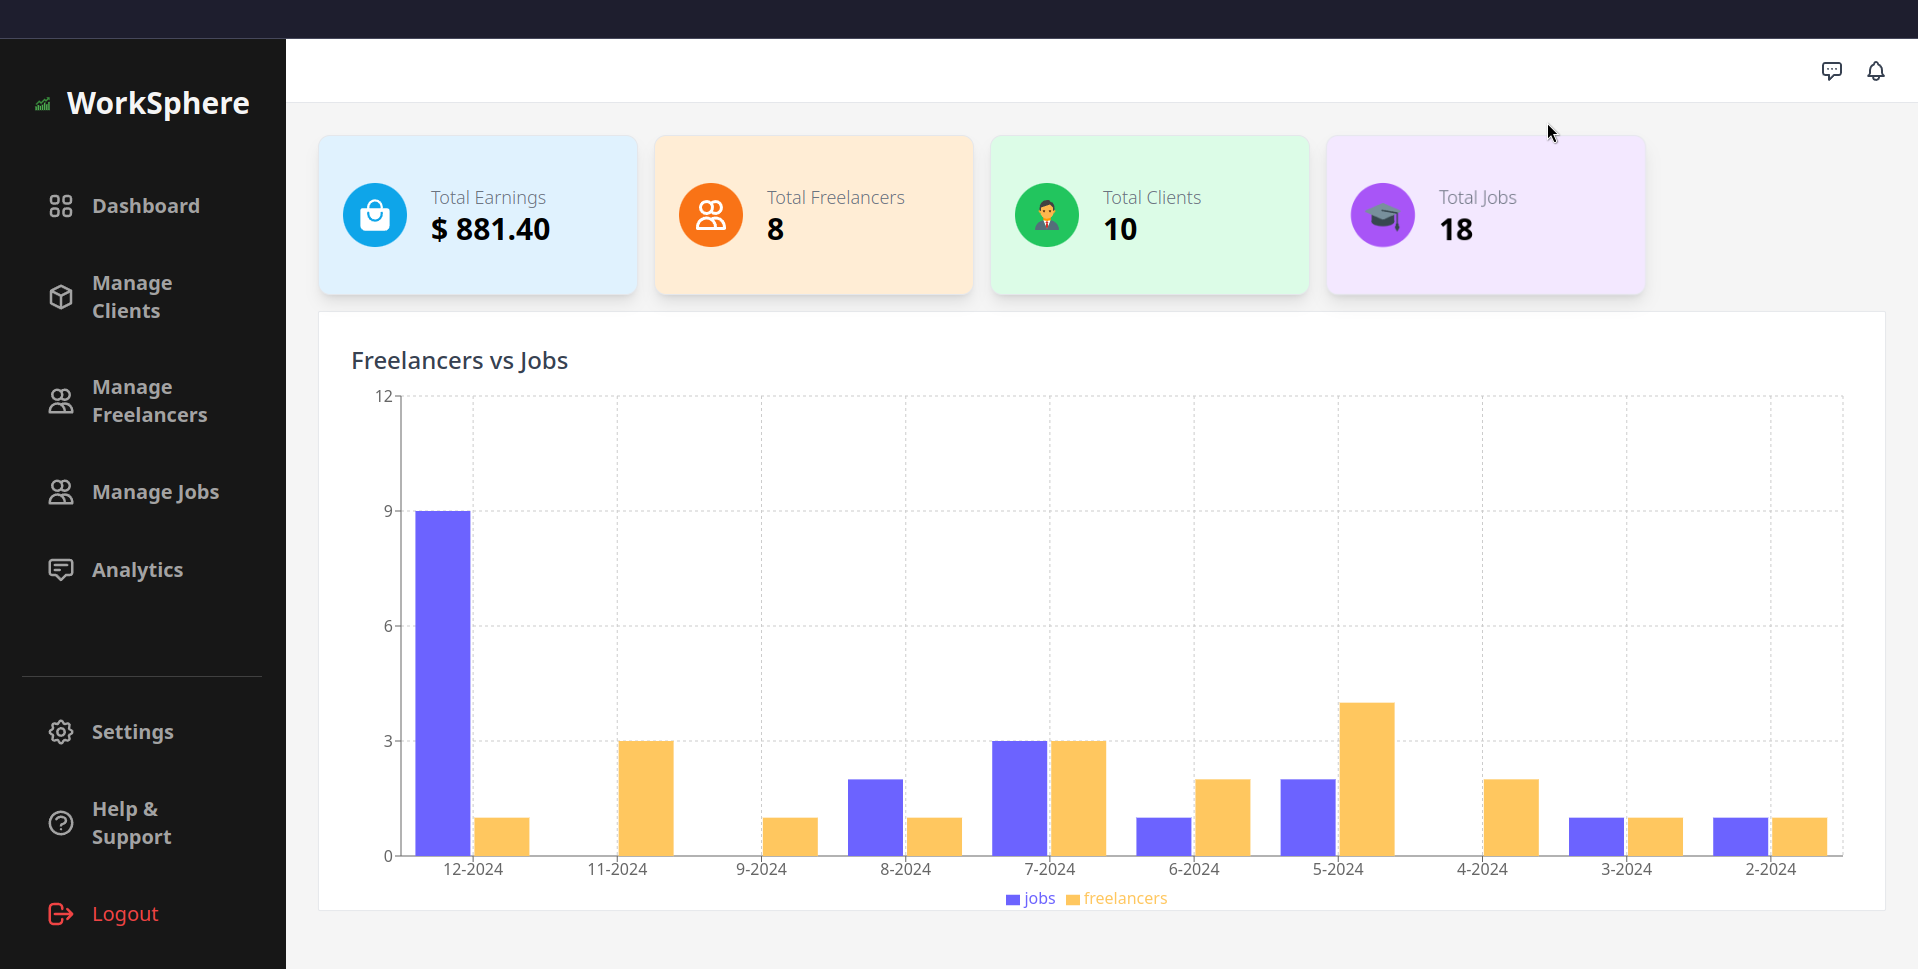 WorkSphere
Dashboard
Manage
Clients
Manage
Freelancers
Manage Jobs
Analytics
Settings
Help &
Support
Logout
Total Earnings
$ 881.40
Total Freelancers
8
Total Clients
10
Total Jobs
18
Freelancers vs Jobs
12
9
6
3
0
12-2024 11-2024 9-2024 8-2024 7-2024 6-2024 5-2024 4-2024 3-2024 2-2024
jobs freelancers